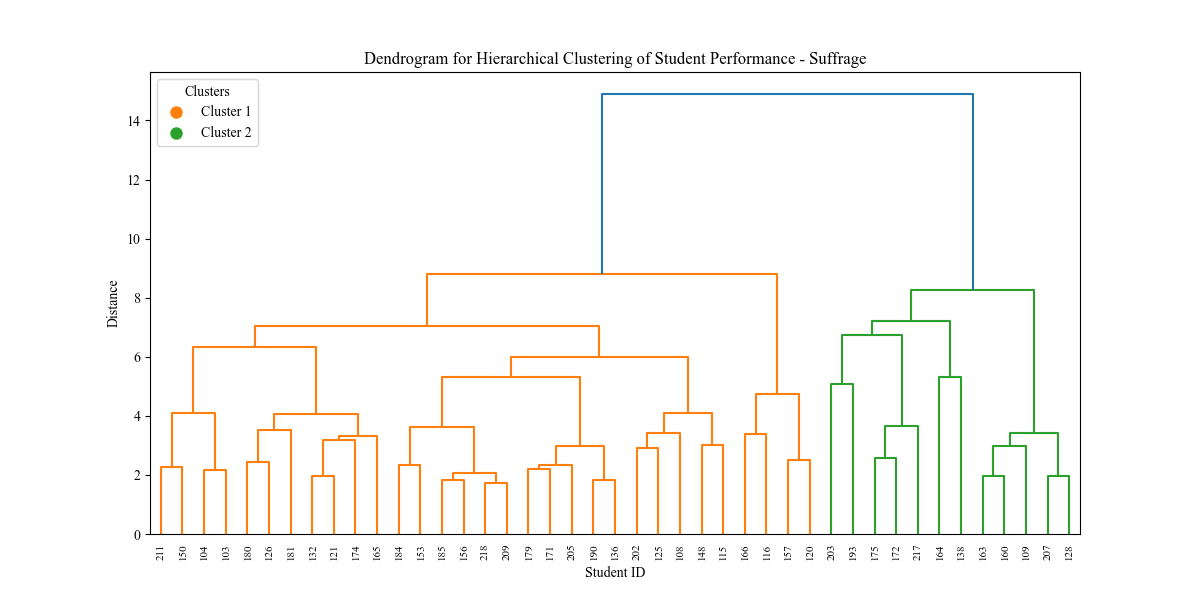 Dendrogram for Hierarchical Clustering of Student Performance - Suffrage
Clusters
Cluster 1
Cluster 2
14
12
10
8
6
4
2
0
Distance
211 150 104 103 180 126 181 132 121 174 165 184 153 185 156 218 209 179 171 205 190 136 202 125 108 148 115 166 116 157 120 203 193 175 172 217 164 138 163 160 109 207 128
Student ID